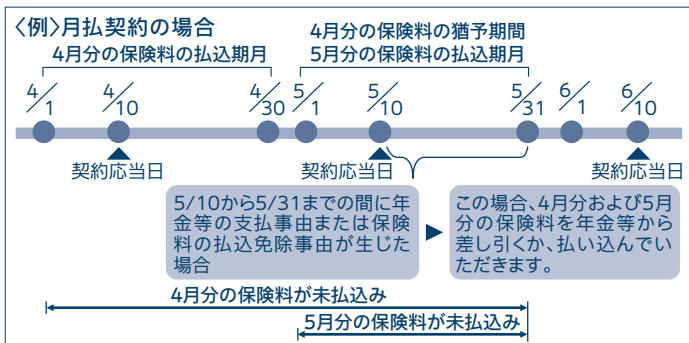 〈例〉月払契約の場合
4月分の保険料の払込期月
4月分の保険料の猶予期間
5月分の保険料の払込期月
4/1 4/10 4/30 5/1 5/10 5/31 6/1 6/10
契約応当日 契約応当日 契約応当日
5/10から5/31までの間に年
金等の支払事由または保険
料の払込免除事由が生じた
場合
この場合、4月分および5月
分の保険料を年金等から
差し引くか、払い込んでい
ただきます。
4月分の保険料が未払込み
5月分の保険料が未払込み